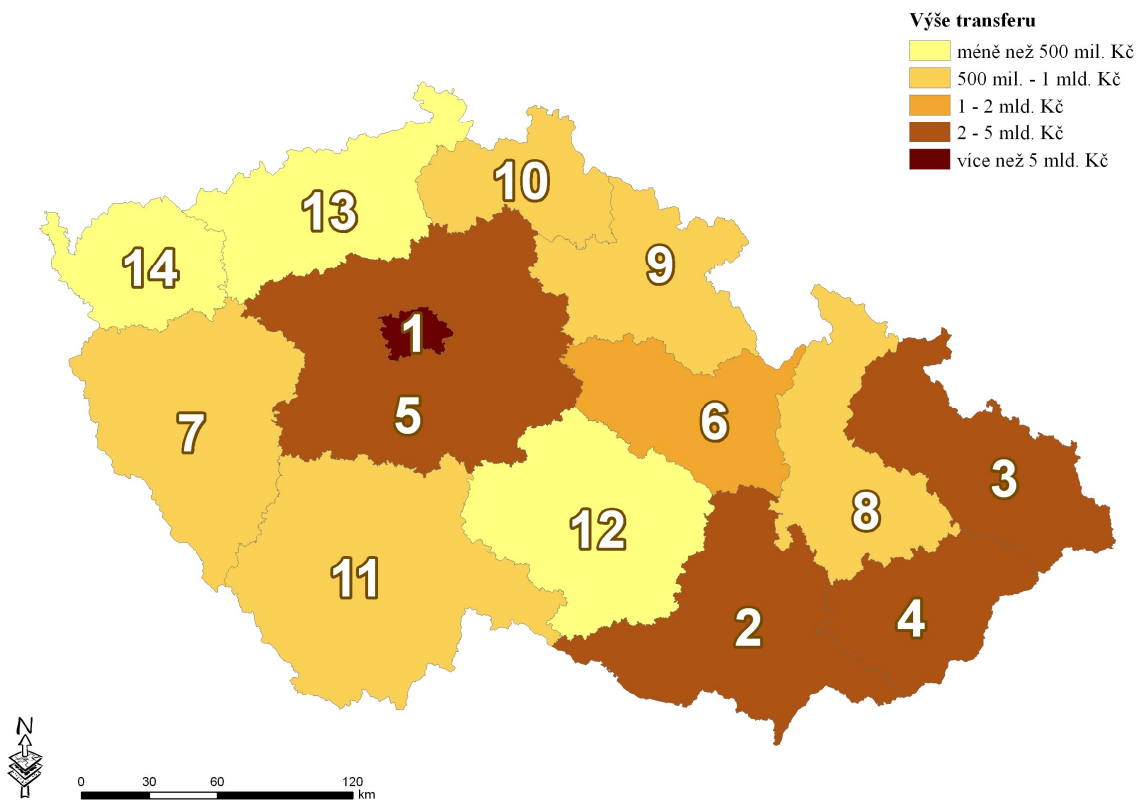 Výše transferu
méně než 500 mil. Kč
500 mil. - 1 mld. Kč
1 - 2 mld. Kč
2 - 5 mld. Kč
více než 5 mld. Kč
10
13
9
14
1
5
6
7
3
8
12
11
4
2
N
0 30 60 120
km